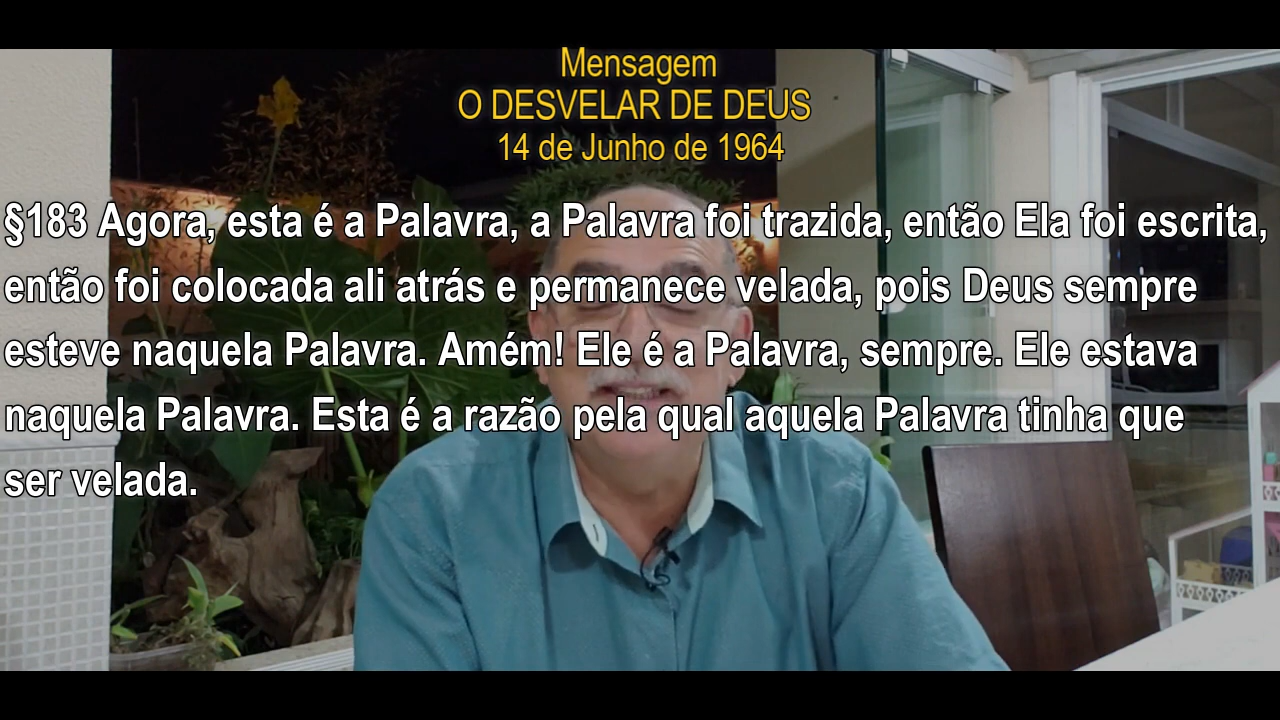 Mensagem
O DESVELAR DE DEUS
14 de Junho de 1964
§183 Agora, esta é a Palavra, a Palavra foi trazida, então Ela foi escrita,
então foi colocada ali atrás e permanece velada, pois Deus sempre
esteve naquela Palavra. Amém! Ele é a Palavra, sempre. Ele estava
naquela Palavra. Esta é a razão pela qual aquela Palavra tinha que
ser velada.